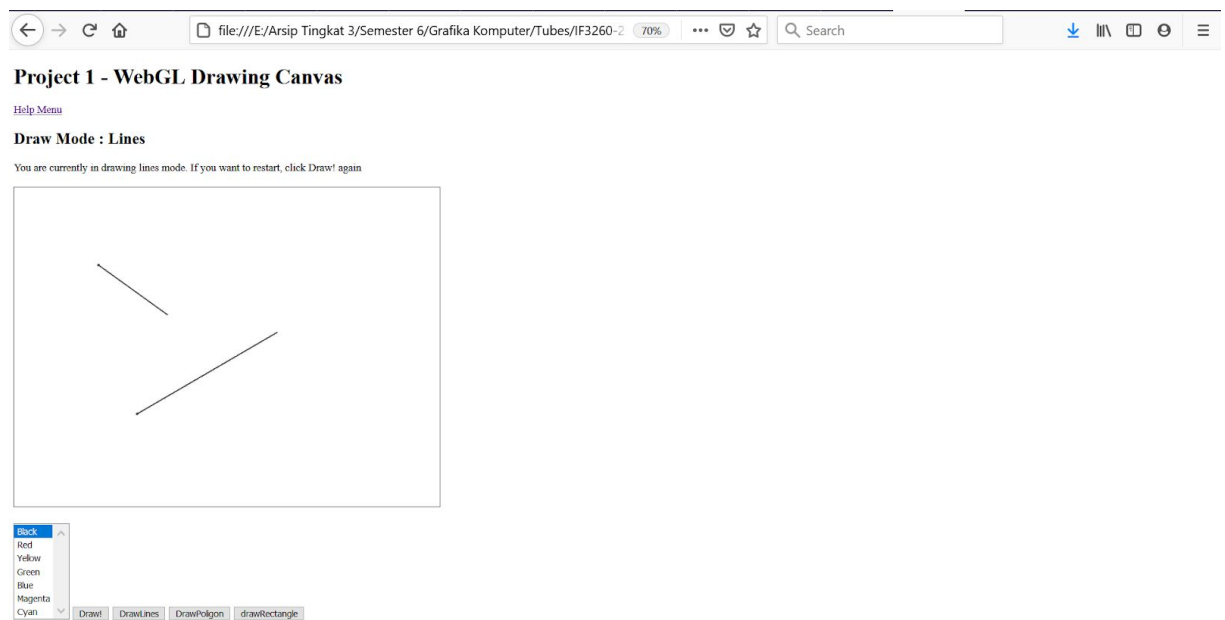 file:///E:/Arsip Tingkat 3/Semester 6/Grafika Komputer/Tubes/IF3260-2 70% Search
Project 1 - WebGL Drawing Canvas
Help Menu
Draw Mode : Lines
You are currently in drawing lines mode. If you want to restart, click Draw! again
Black
Red
Yellow
Green
Blue
Magenta
Cyan
Draw! DrawLines DrawPoligon drawRectangle